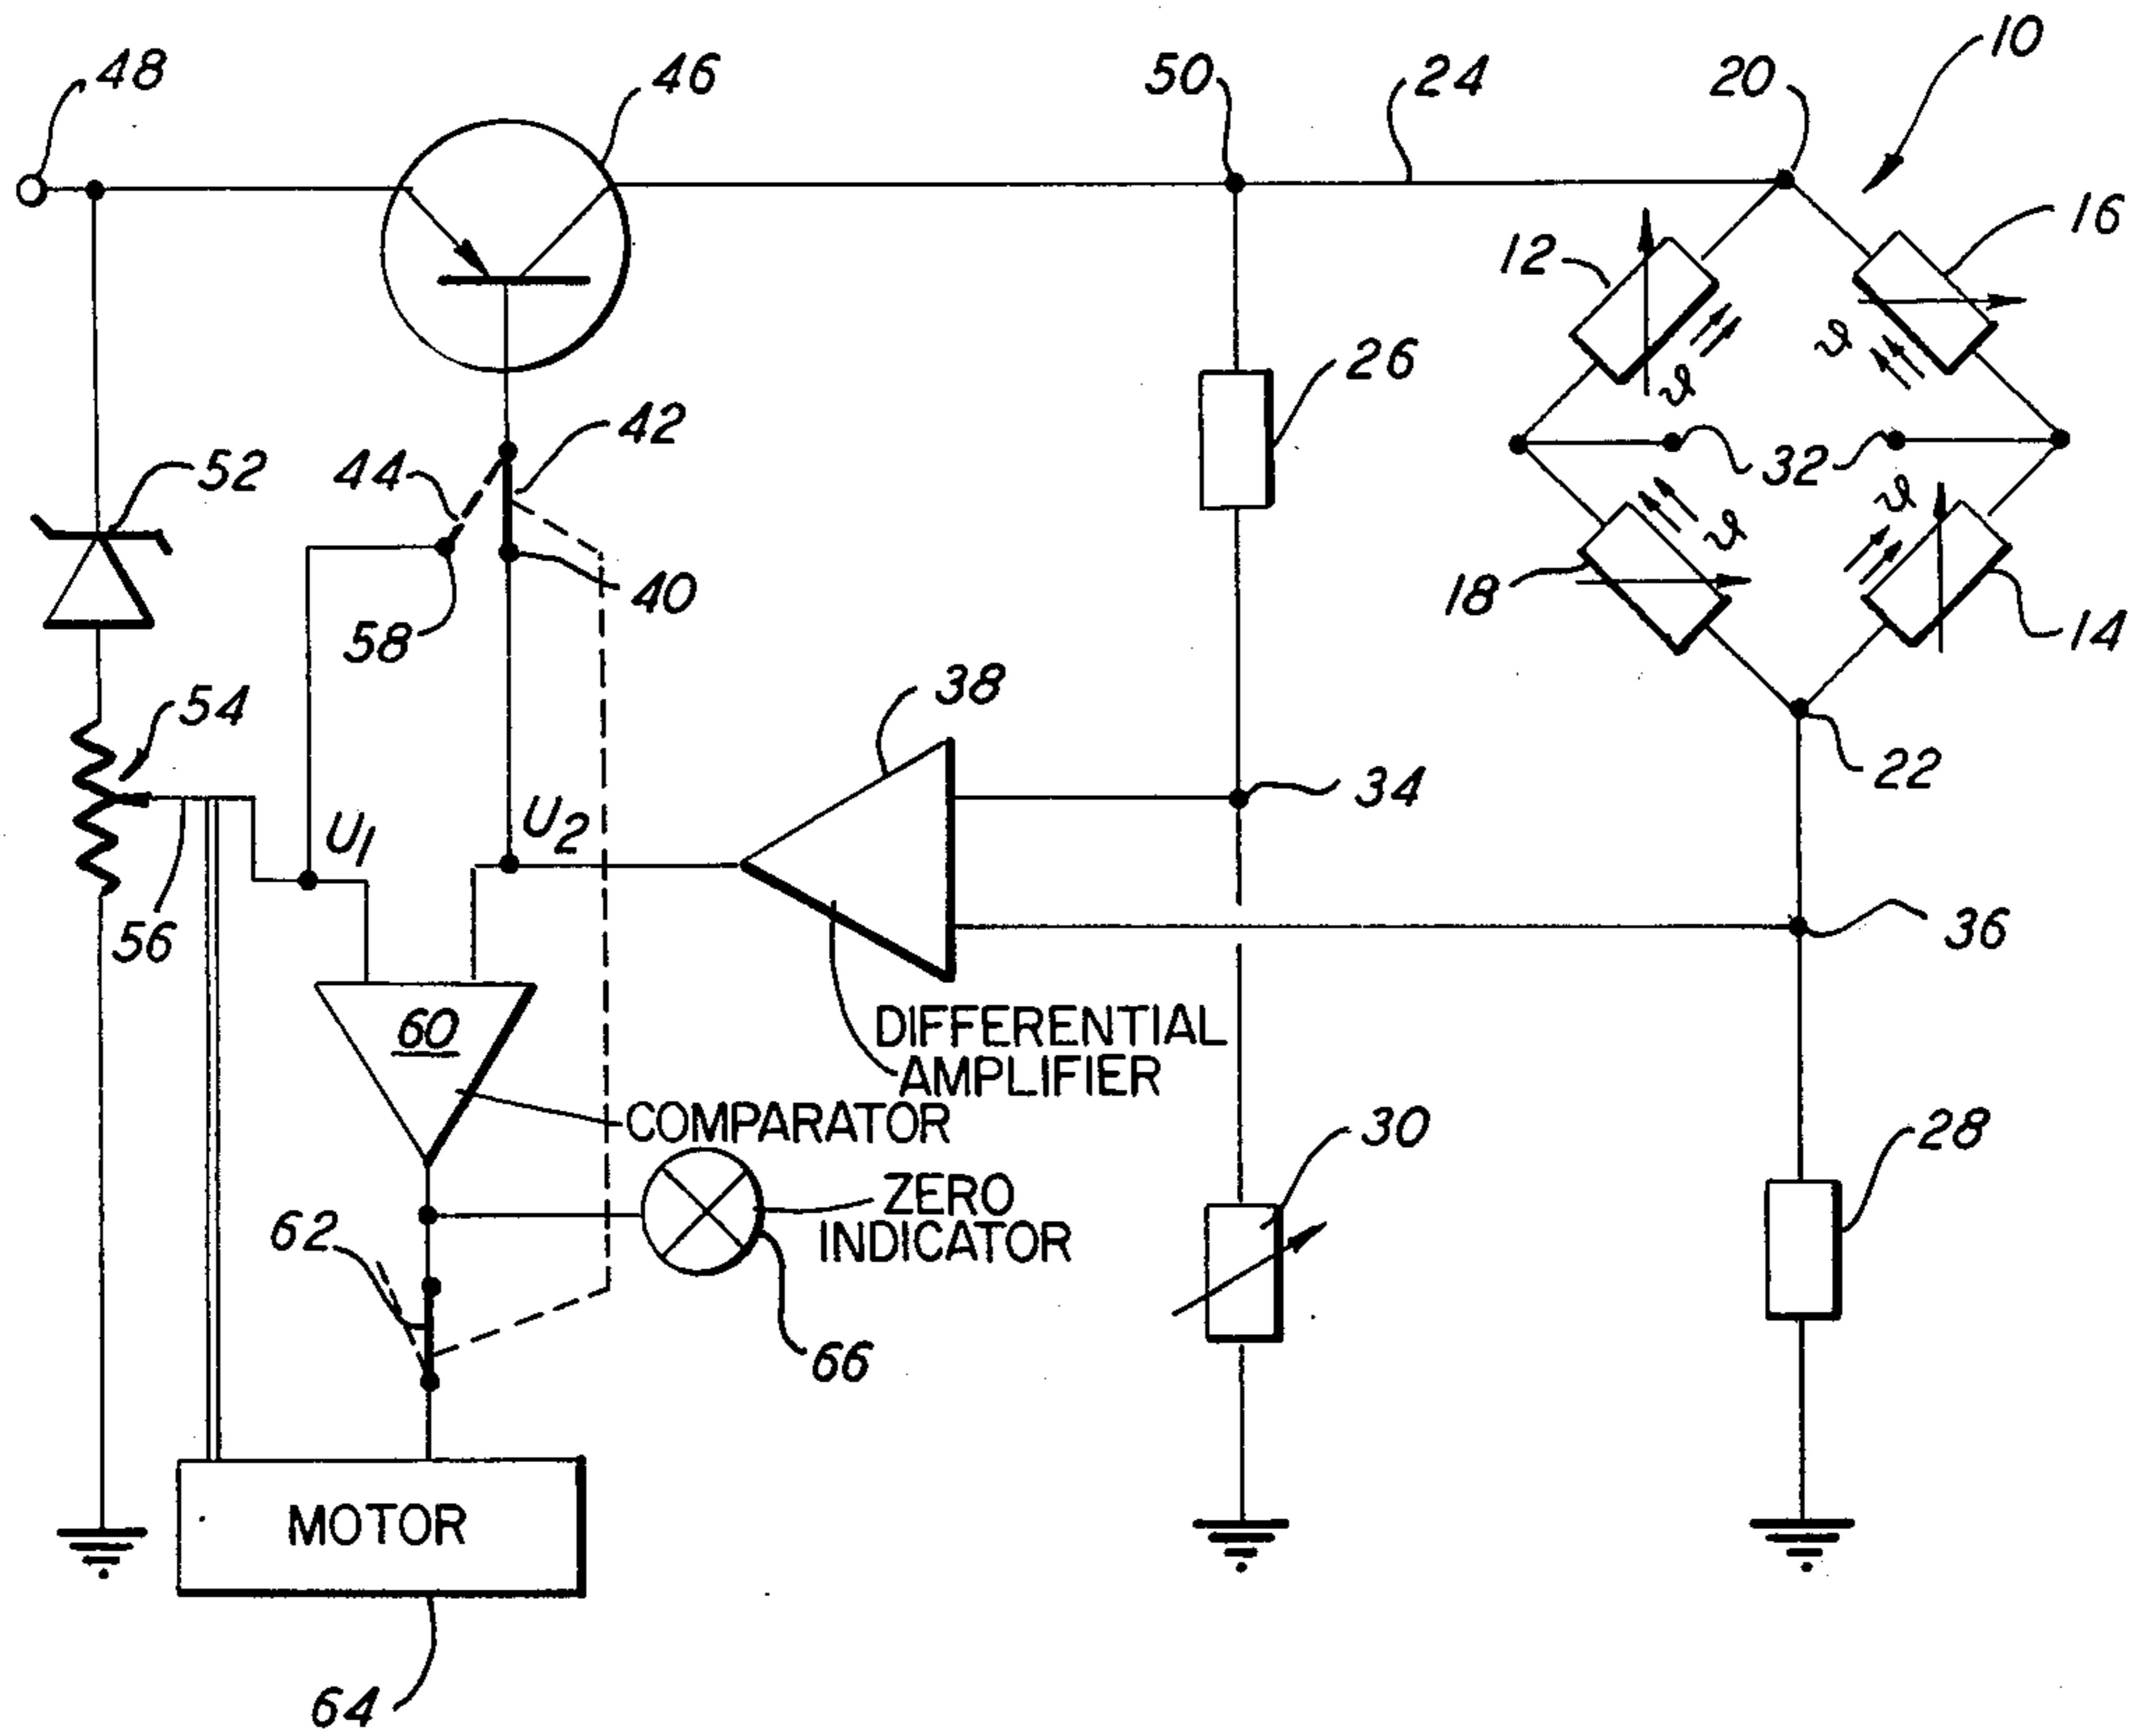 48
46
50
24
20
10
12
16
ϑ
ϑ
26
42
44
52
32
ϑ
ϑ
40
18
14
58
38
54
22
34
U1
U2
56
36
60
DIFFERENTIAL
AMPLIFIER
COMPARATOR
30
28
ZERO
INDICATOR
62
66
MOTOR
64